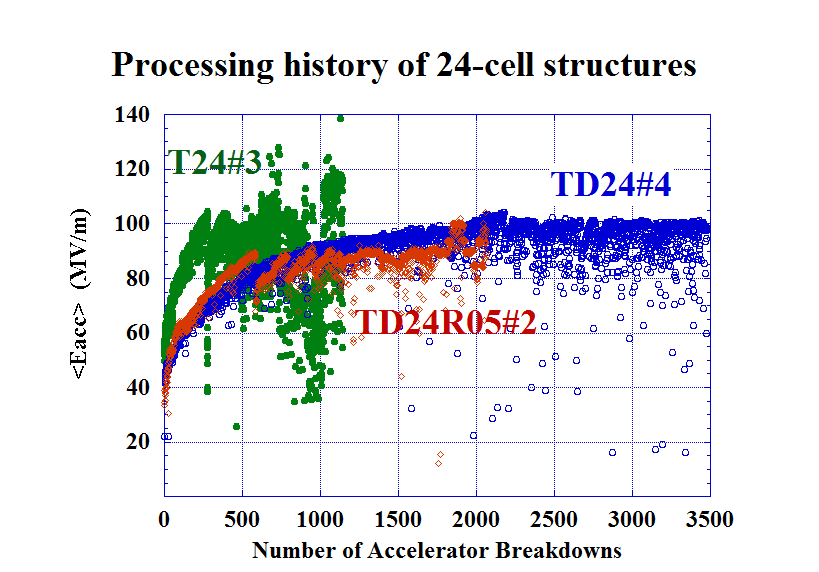 Processing history of 24-cell structures
140
120
100
80
60
40
20
<Eacc> (MV/m)
T24#3
TD24#4
TD24R05#2
0 500 1000 1500 2000 2500 3000 3500
Number of Accelerator Breakdowns